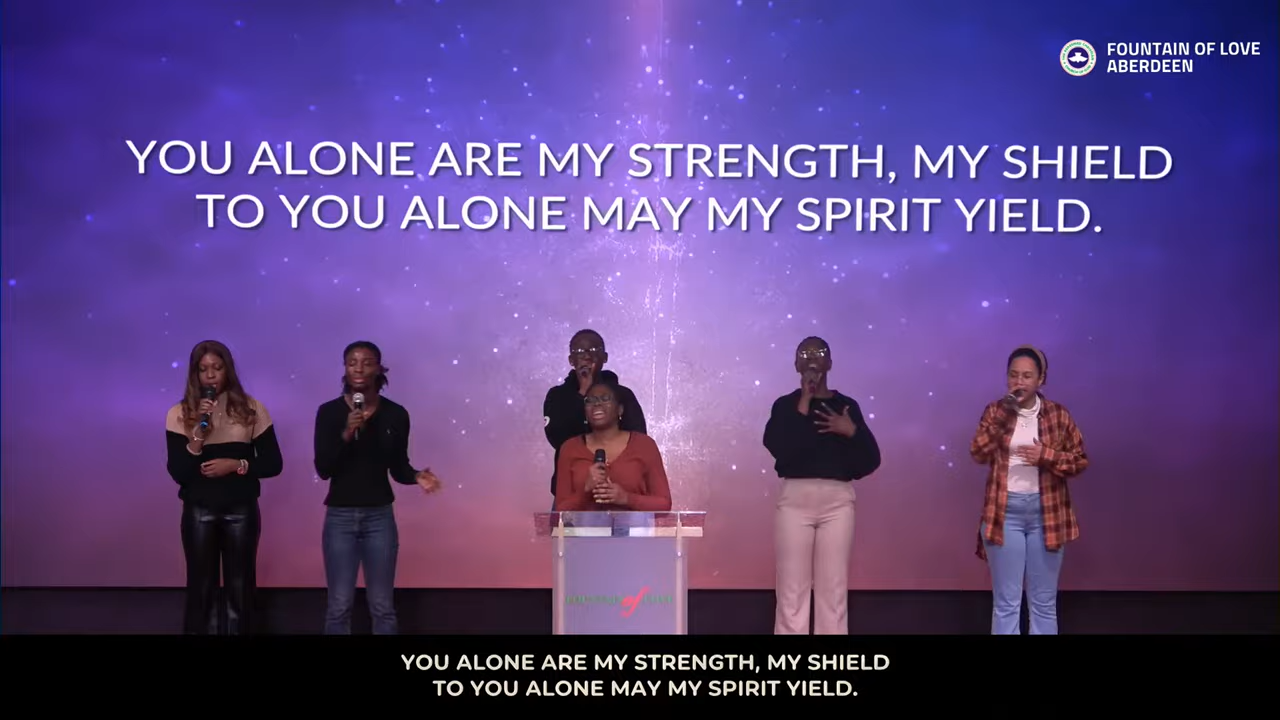 FOUNTAIN OF LOVE
ABERDEEN
YOU ALONE ARE MY STRENGTH, MY SHIELD
TO YOU ALONE MAY MY SPIRIT YIELD.
of
YOU ALONE ARE MY STRENGTH, MY SHIELD
TO YOU ALONE MAY MY SPIRIT YIELD.